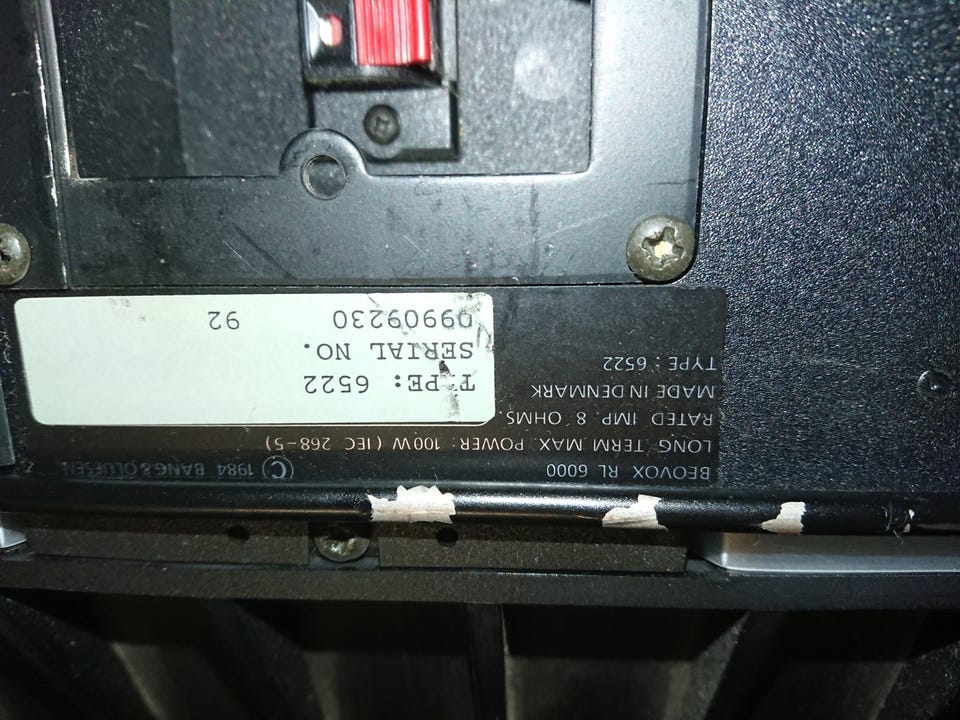 BEOVOX RL 6000 © 1984 BANG & OLUFSEN
LONG TERM MAX. POWER: 100W (IEC 268-5)
RATED IMP 8 OHMS.
MADE IN DENMARK
TYPE : 6522
TYPE: 6522
SERIAL NO.
09909230 92